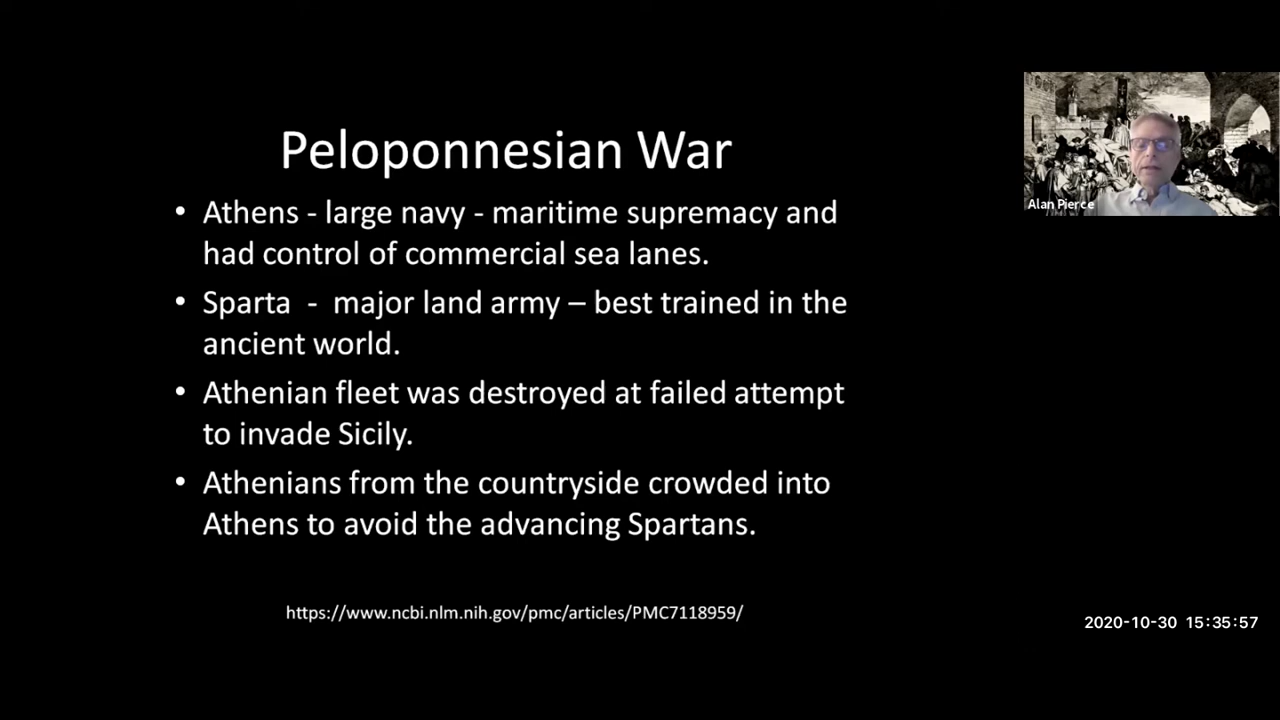 Peloponnesian War
• Athens - large navy - maritime supremacy and
had control of commercial sea lanes.
• Sparta - major land army – best trained in the
ancient world.
• Athenian fleet was destroyed at failed attempt
to invade Sicily.
• Athenians from the countryside crowded into
Athens to avoid the advancing Spartans.
https://www.ncbi.nlm.nih.gov/pmc/articles/PMC7118959/
Alan Pierce
2020-10-30 15:35:57